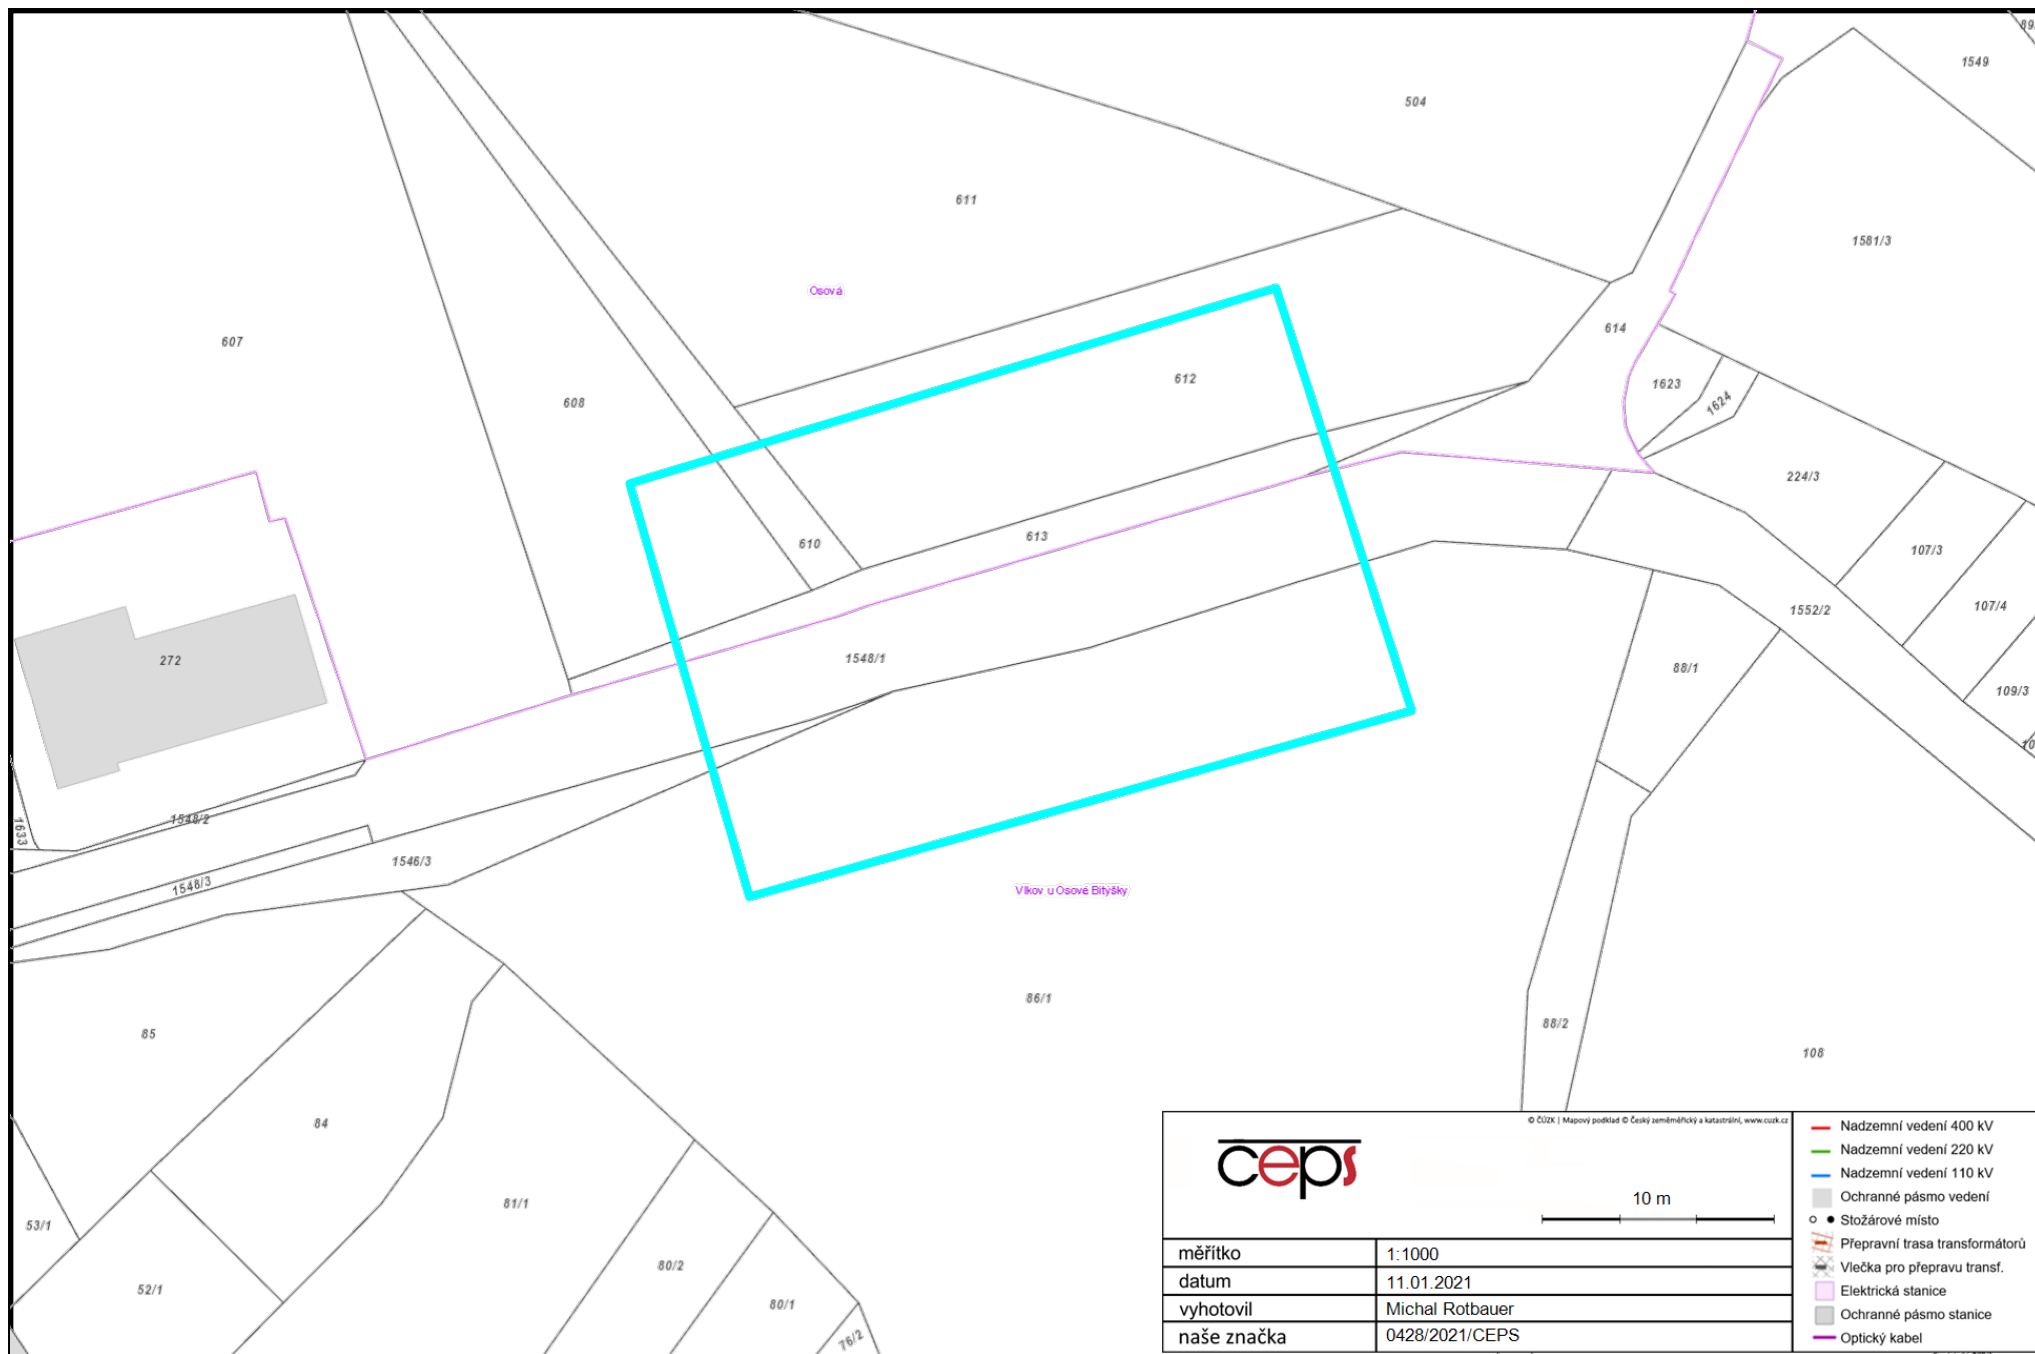 89
1549
504
611
1581/3
Osová
614
607
612
1623
608
1624
224/3
613
610
107/3
107/4
1552/2
272
1548/1
88/1
109/3
10
1548/2
1633
1546/3
1548/3
Vlkov u Osové Bítýšky
86/1
88/2
85
108
84
81/1
53/1
80/2
52/1
80/1
76/2
© ČÚZK | Mapový podklad © Český zeměměřický a katastrální, www.cuzk.cz
ceps
10 m
měřítko 1:1000
datum 11.01.2021
vyhotovil Michal Rotbauer
naše značka 0428/2021/CEPS
Nadzemní vedení 400 kV
Nadzemní vedení 220 kV
Nadzemní vedení 110 kV
Ochranné pásmo vedení
Stožárové místo
Přepravní trasa transformátorů
Vlečka pro přepravu transf.
Elektrická stanice
Ochranné pásmo stanice
Optický kabel